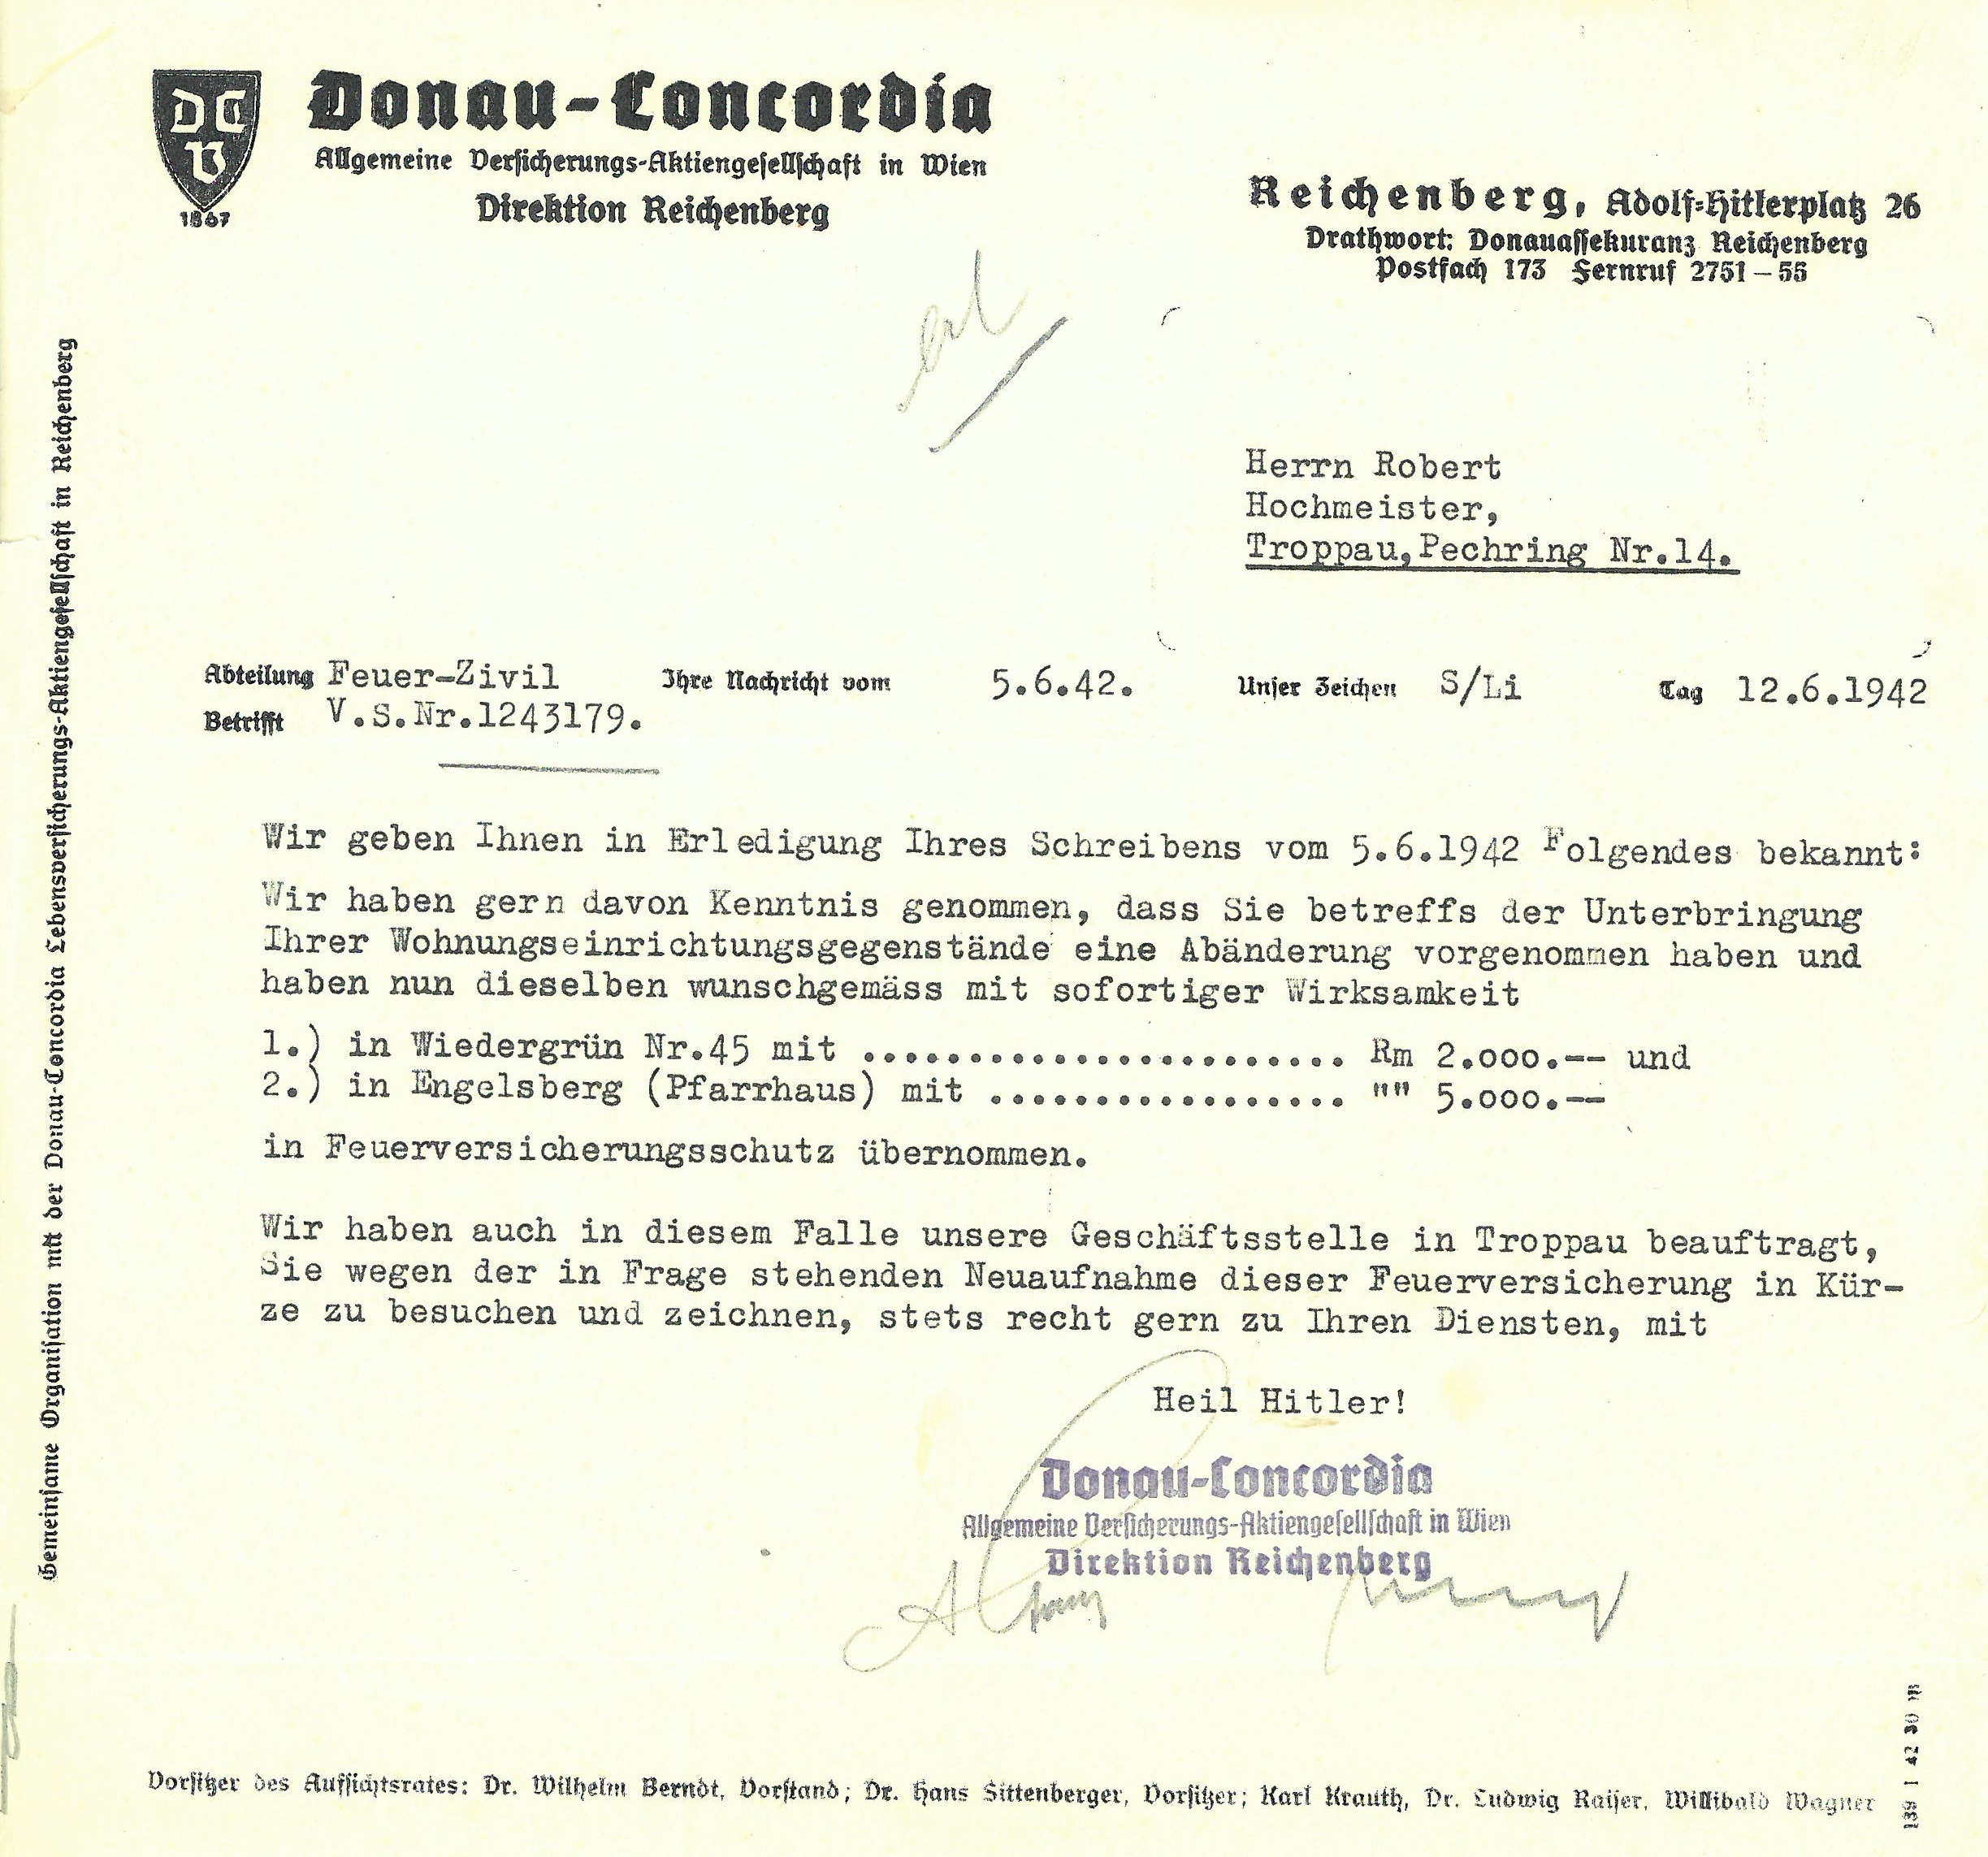 DC
V
1867
Donau-Concordia
Allgemeine Versicherungs-Aktiengesellschaft in Wien
Direktion Reichenberg
Reichenberg, Adolf-Hitlerplatz 26
Drathwort: Donauassekuranz Reichenberg
Postfach 173 Fernruf 2751-55
erl
Herrn Robert
Hochmeister,
Troppau,Pechring Nr.14.
Abteilung Feuer-Zivil Ihre Nachricht vom 5.6.42. Unser Zeichen S/Li Tag 12.6.1942
Betrifft V.S.Nr.1243179.
Wir geben Ihnen in Erledigung Ihres Schreibens vom 5.6.1942 Folgendes bekannt:
Wir haben gern davon Kenntnis genommen, dass Sie betreffs der Unterbringung
Ihrer Wohnungseinrichtungsgegenstände eine Abänderung vorgenommen haben und
haben nun dieselben wunschgemäss mit sofortiger Wirksamkeit
1.) in Wiedergrün Nr.45 mit ....................... Rm 2.000.-- und
2.) in Engelsberg (Pfarrhaus) mit ................. "" 5.000.--
in Feuerversicherungsschutz übernommen.
Wir haben auch in diesem Falle unsere Geschäftsstelle in Troppau beauftragt,
Sie wegen der in Frage stehenden Neuaufnahme dieser Feuerversicherung in Kür-
ze zu besuchen und zeichnen, stets recht gern zu Ihren Diensten, mit
Heil Hitler!
Donau-Concordia
Allgemeine Versicherungs-Aktiengesellschaft in Wien
Direktion Reichenberg
Vorsitzer des Aufsichtsrates: Dr. Wilhelm Berndt, Vorstand; Dr. Hans Sittenberger, Vorsitzer; Karl Krauth, Dr. Ludwig Raiser, Willibald Wagner
Gemeinsame Organisation mit der Donau-Concordia Lebensversicherungs-Aktiengesellschaft in Reichenberg
139 I 42 30 m